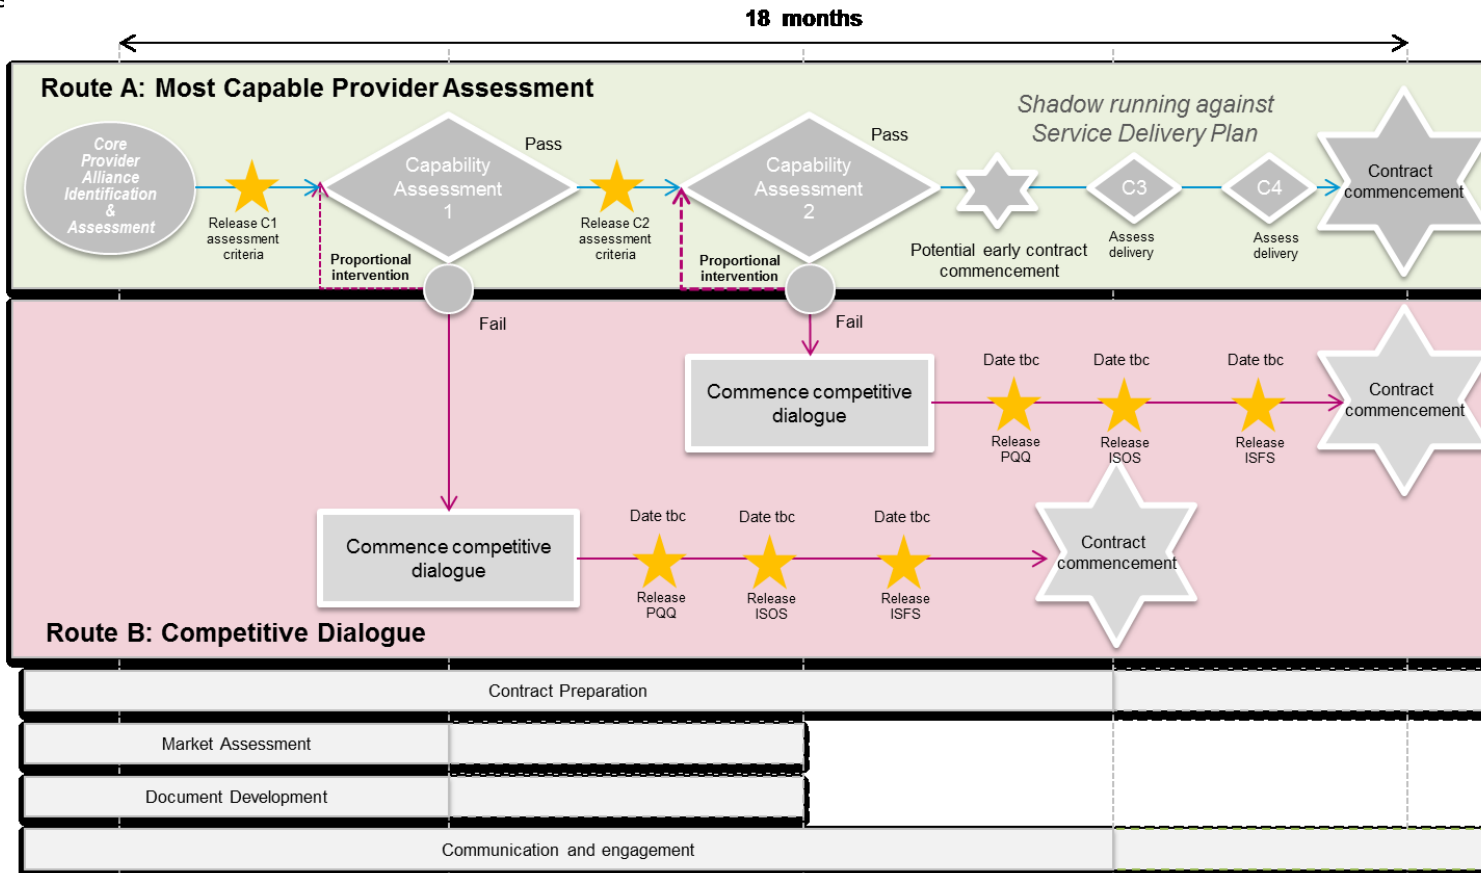 18 months
Route A: Most Capable Provider Assessment
Shadow running against
Service Delivery Plan
Core
Provider
Alliance
Identification
&
Assessment
Release C1
assessment
criteria
Proportional
intervention
Capability
Assessment
1
Pass
Release C2
assessment
criteria
Proportional
intervention
Capability
Assessment
2
Pass
Potential early contract
commencement
C3
Assess
delivery
C4
Assess
delivery
Contract
commencement
Fail
Fail
Commence competitive
dialogue
Date tbc
Release
PQQ
Date tbc
Release
ISOS
Date tbc
Release
ISFS
Contract
commencement
Commence competitive
dialogue
Date tbc
Release
PQQ
Date tbc
Release
ISOS
Date tbc
Release
ISFS
Contract
commencement
Route B: Competitive Dialogue
Contract Preparation
Market Assessment
Document Development
Communication and engagement